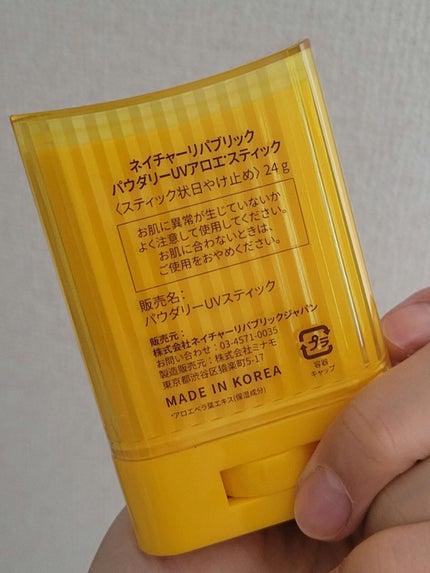 ネイチャーリパブリック
パウダリーUVアロエ・スティック
〈スティック状日やけ止め〉24g
お肌に異常が生じていないか
よく注意して使用してください。
お肌に合わないときは、
ご使用をおやめください。
販売名：
パウダリーUVスティック
販売元：
株式会社ネイチャーリパブリックジャパン
お問い合わせ：03-4571-0035
製造販売元：株式会社ミナモ
東京都渋谷区猿楽町5-17
MADE IN KOREA
*アロエベラ葉エキス(保湿成分)
プラ
容器
キャップ